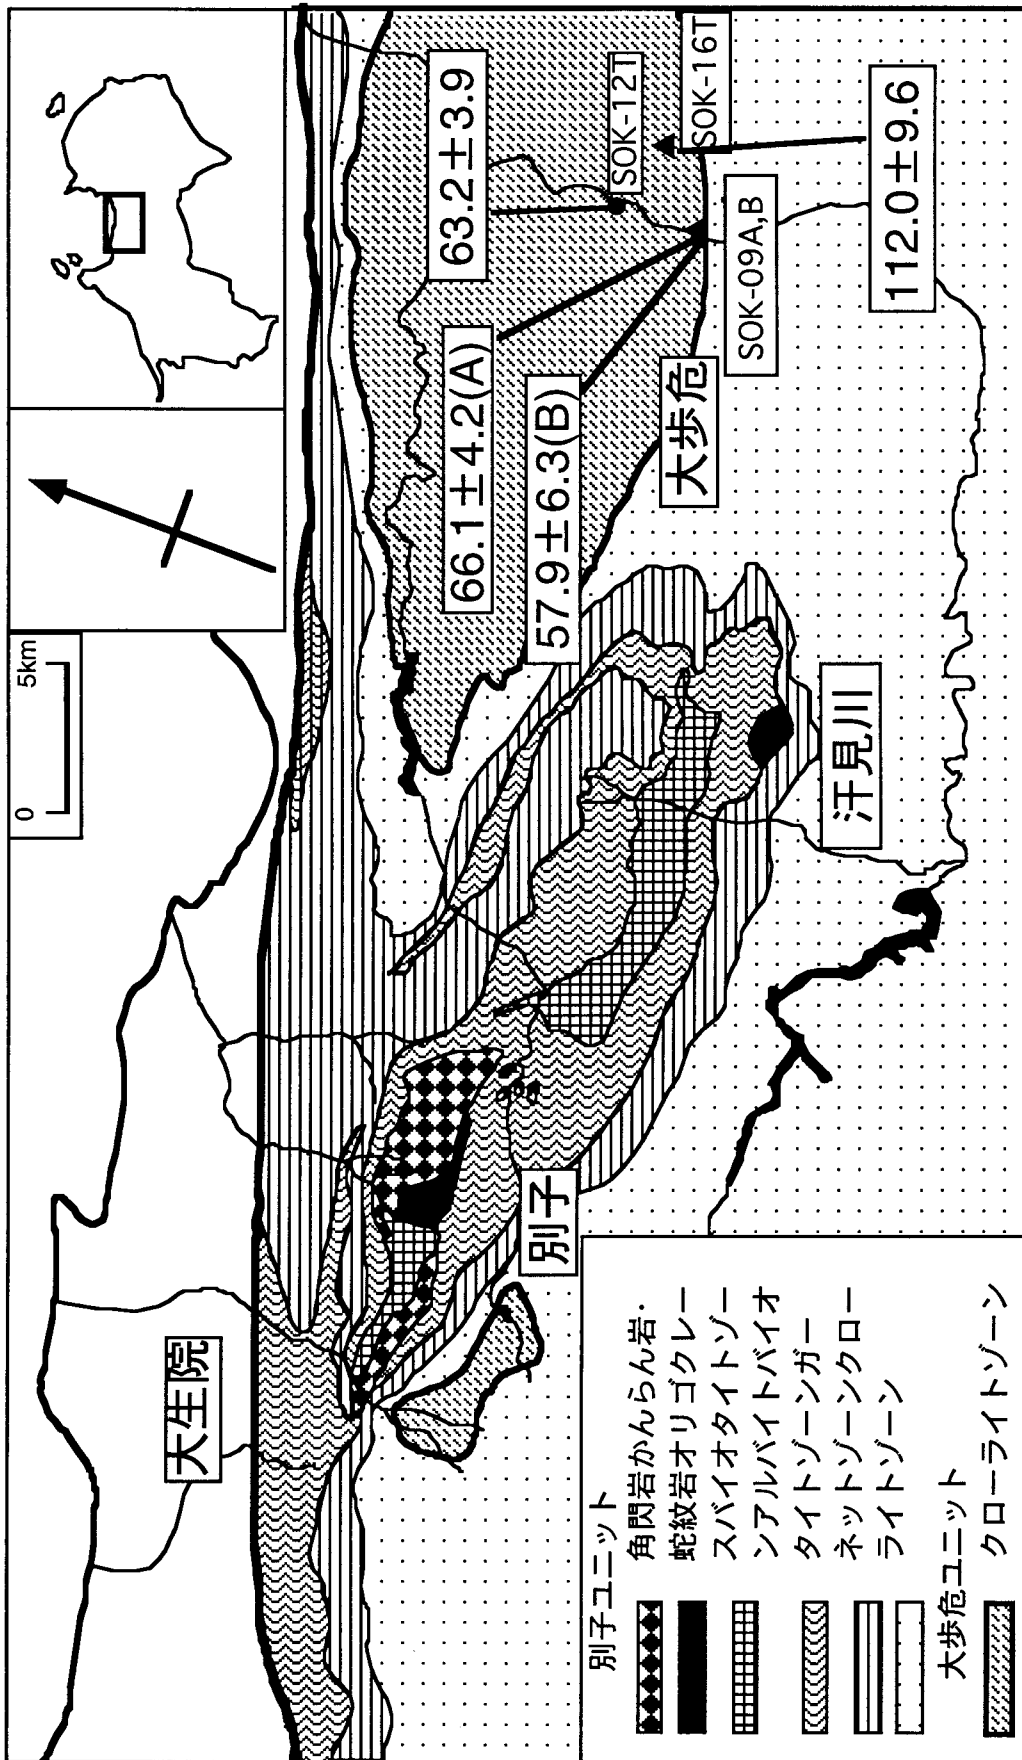 0 5km
63.2±3.9
SOK-12T
SOK-16T
66.1±4.2(A)
57.9±6.3(B)
SOK-09A,B
112.0±9.6
大歩危
汗見川
別子
大生院
別子ユニット
角閃岩かんらん岩・
蛇紋岩オリゴクレー
スバイオタイトゾー
ンアルバイトバイオ
タイトゾーンガー
ネットゾーンクロー
ライトゾーン
大歩危ユニット
クローライトゾーン